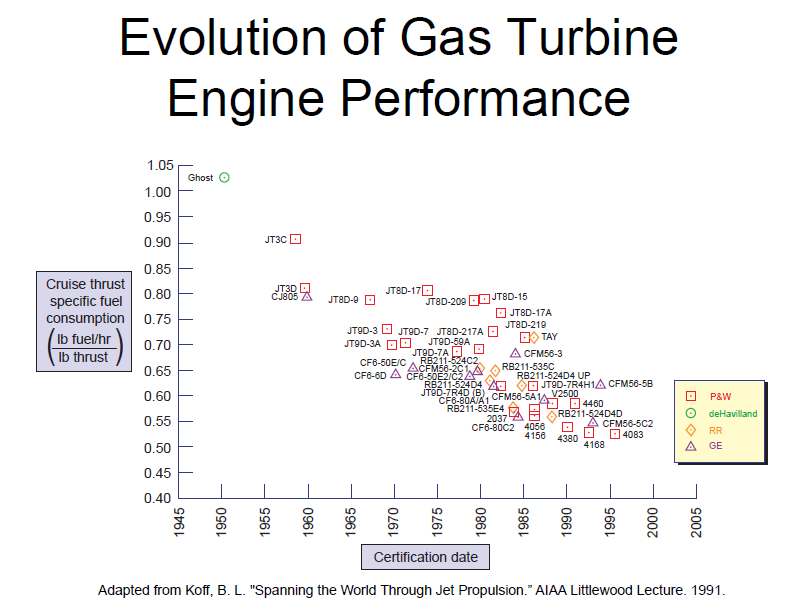 Evolution of Gas Turbine
Engine Performance
1.05
1.00
0.95
0.90
0.85
0.80
0.75
0.70
0.65
0.60
0.55
0.50
0.45
0.40
Cruise thrust
specific fuel
consumption
(lb fuel/hr
lb thrust)
Ghost
JT3C
JT3D
CJ805
JT8D-9
JT8D-17
JT8D-209
JT8D-15
JT8D-17A
JT8D-219
TAY
JT9D-3
JT9D-7
JT8D-217A
JT9D-3A
JT9D-59A
JT9D-7A
CFM56-3
CF6-50E/C
RB211-524C2
CFM56-2C1
RB211-535C
CF6-6D
CF6-50E2/C2
RB211-524D4 UP
RB211-524D4
JT9D-7R4H1
CFM56-5B
JT9D-7R4D (B)
CFM56-5A1
V2500
CF6-80A/A1
4460
RB211-535E4
RB211-524D4D
2037
CF6-80C2
4056
4156
CFM56-5C2
4380
4168
4083
P&W
deHavilland
RR
GE
1945
1950
1955
1960
1965
1970
1975
1980
1985
1990
1995
2000
2005
Certification date
Adapted from Koff, B. L. "Spanning the World Through Jet Propulsion.” AIAA Littlewood Lecture. 1991.